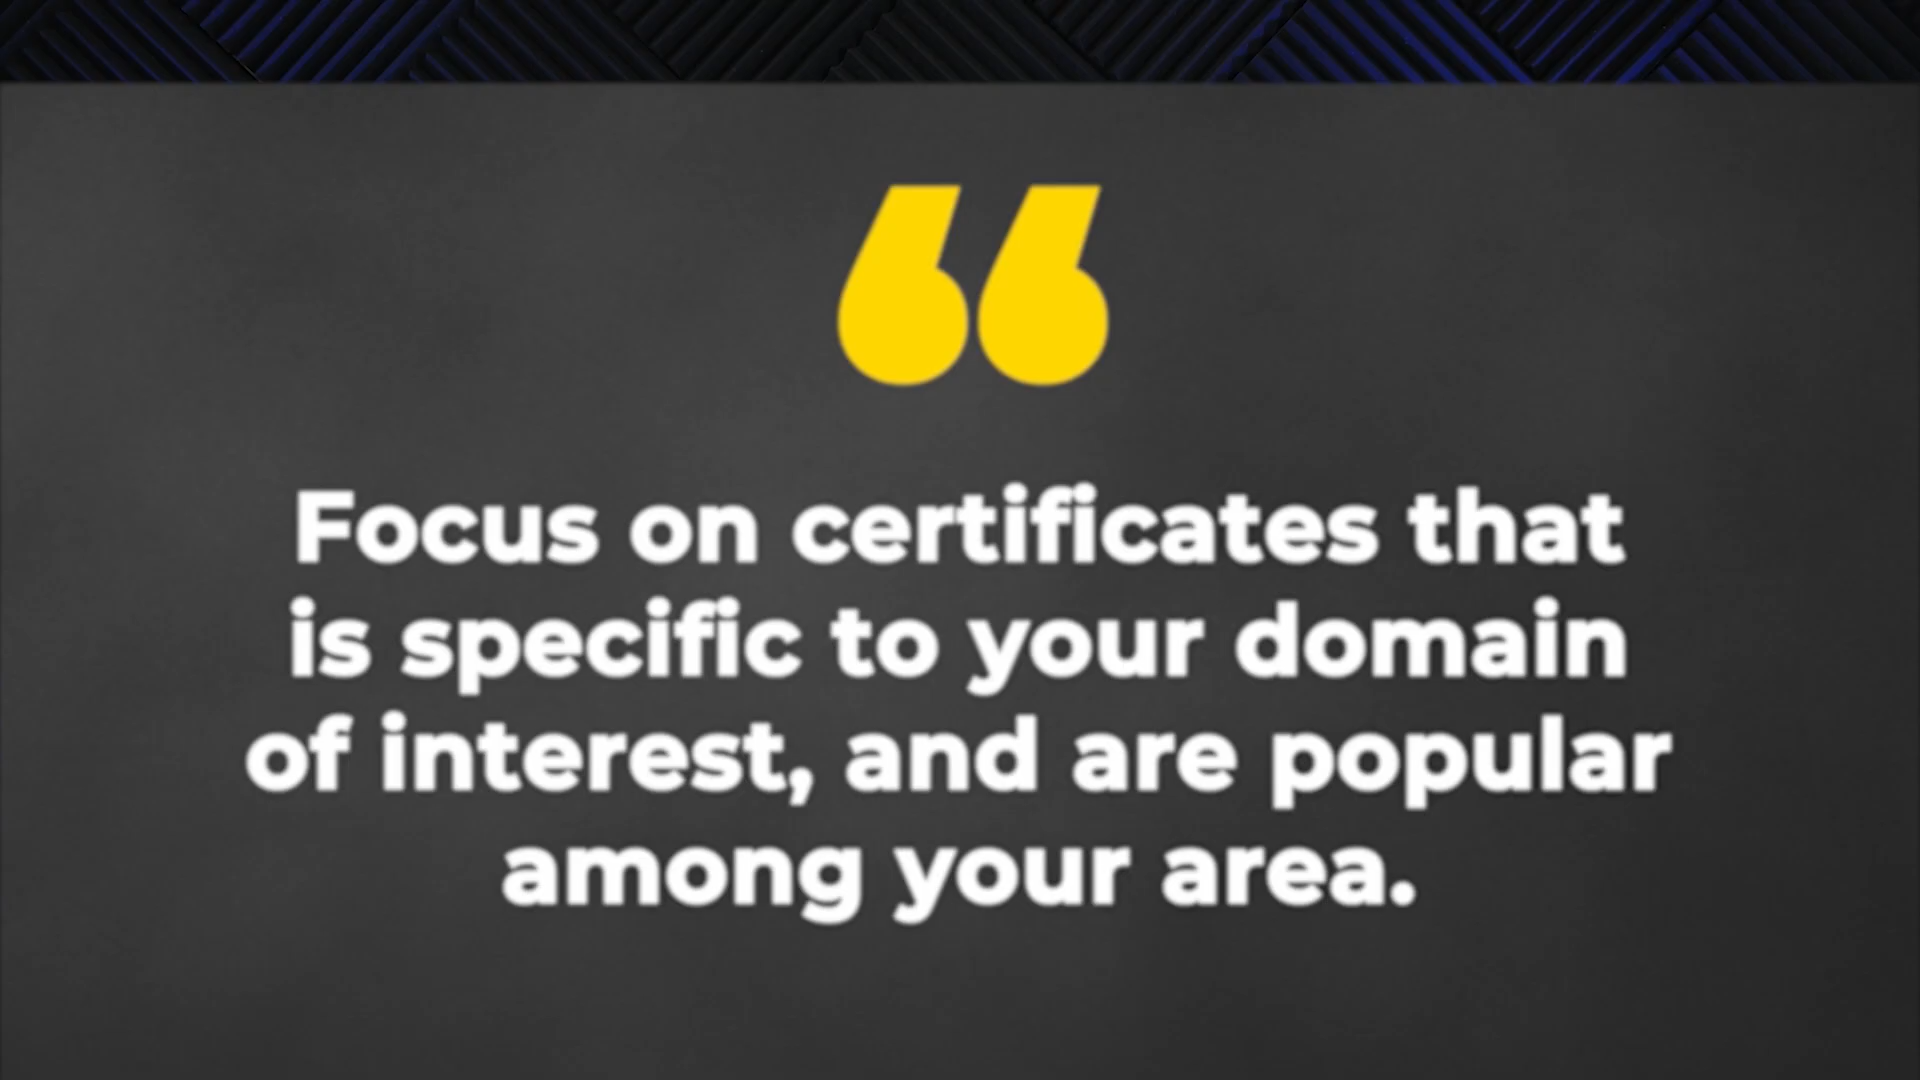 “
Focus on certificates that
is specific to your domain
of interest, and are popular
among your area.